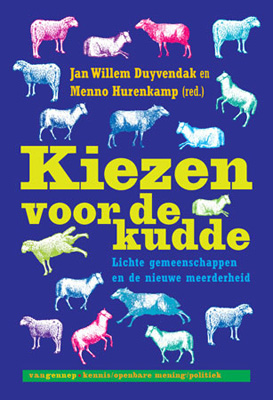 Jan Willem Duyvendak en
Menno Hurenkamp (red.)
Kiezen
voor de
kudde
Lichte gemeenschappen
en de nieuwe meerderheid
vangennep kennis/openbare mening/politiek